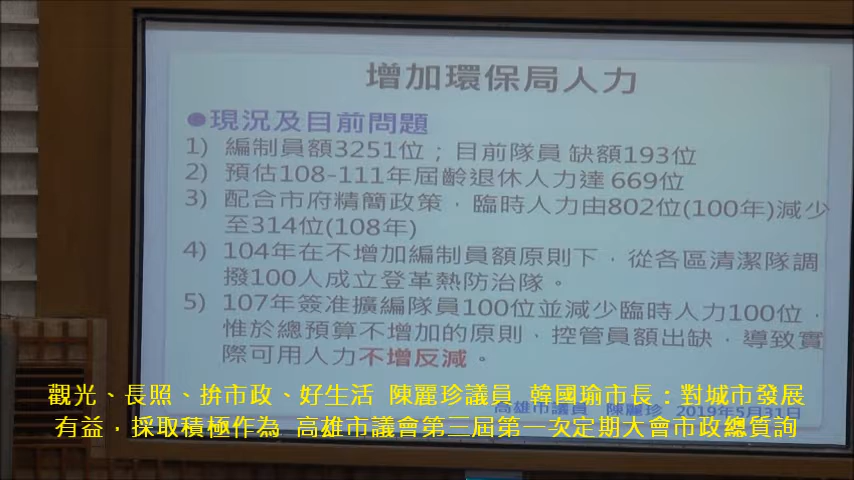 增加環保局人力
●現況及目前問題
1) 編制員額3251位；目前隊員 缺額193位
2) 預估108-111年屆齡退休人力達 669位
3) 配合市府精簡政策，臨時人力由802位(100年)減少
至314位(108年)
4) 104年在不增加編制員額原則下，從各區清潔隊調
撥100人成立登革熱防治隊。
5) 107年簽准擴編隊員100位並減少臨時人力100位，
惟於總預算不增加的原則，控管員額出缺，導致實
際可用人力不增反減。
高雄市議員 陳麗珍 2019年5月31日
觀光、長照、拚市政、好生活 陳麗珍議員 韓國瑜市長：對城市發展
有益，採取積極作為 高雄市議會第三屆第一次定期大會市政總質詢